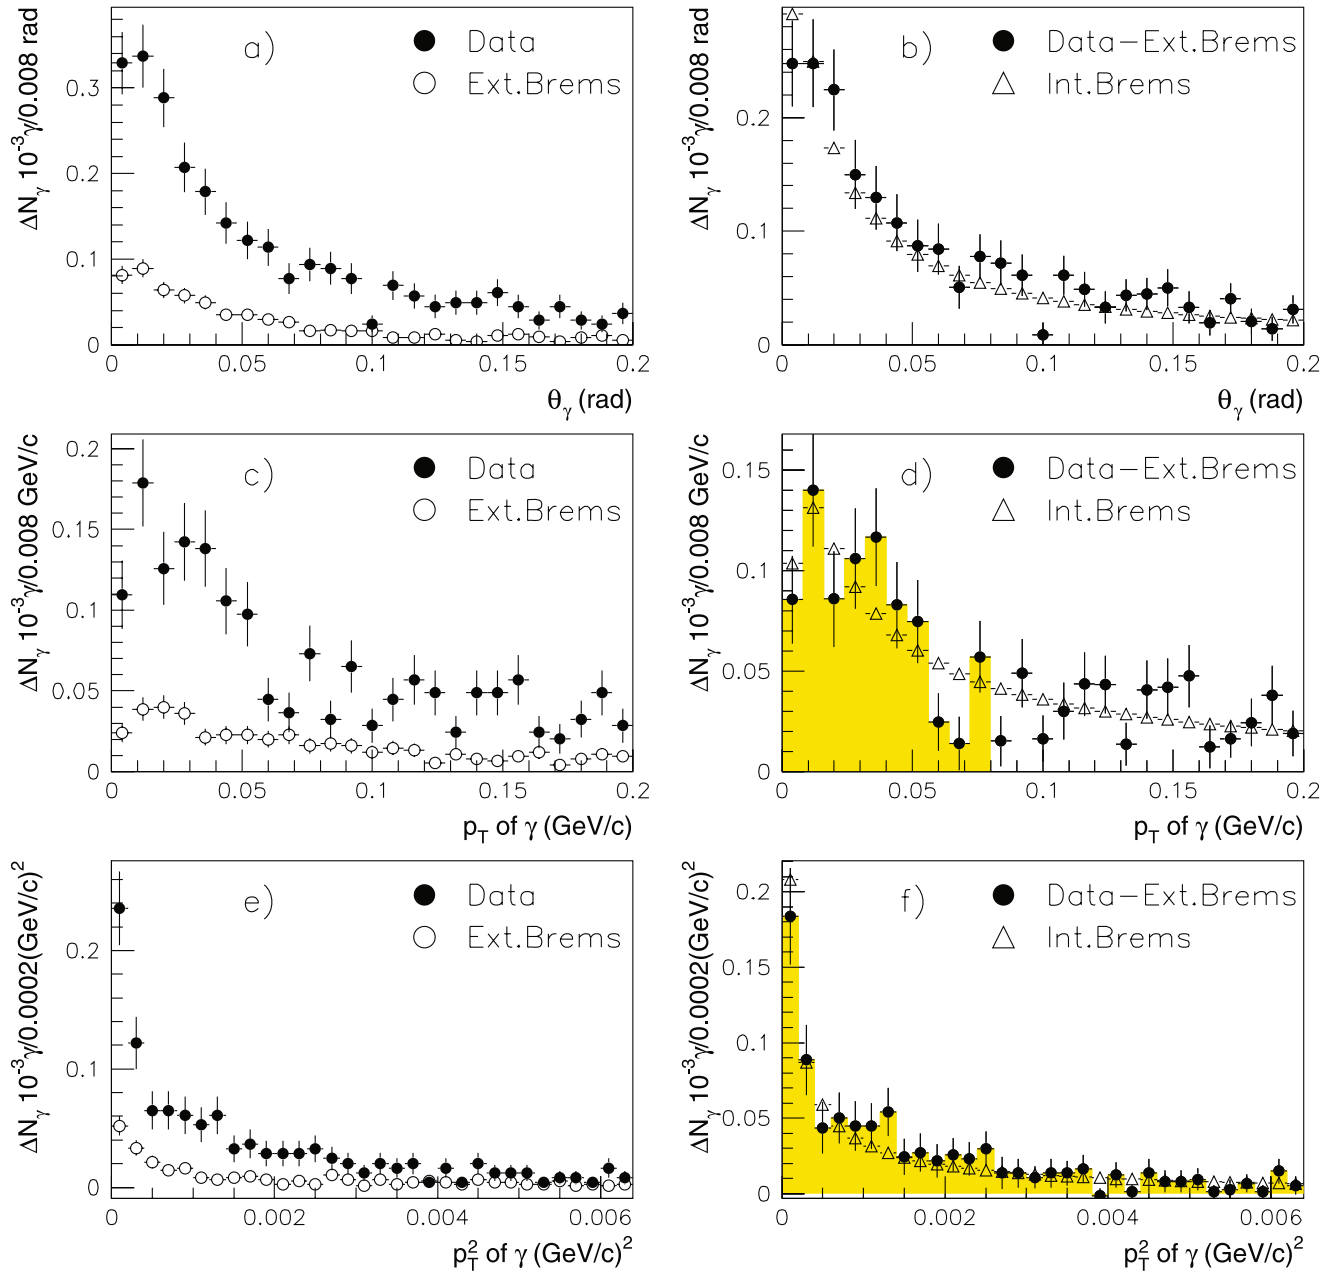 ΔN_γ 10^-3γ/0.008 rad
a)
Data
Ext.Brems
0.3
0.2
0.1
0
0
0.05
0.1
0.15
0.2
θ_γ (rad)
ΔN_γ 10^-3γ/0.008 rad
b)
Data-Ext.Brems
Int.Brems
0.2
0.1
0
0
0.05
0.1
0.15
0.2
θ_γ (rad)
ΔN_γ 10^-3γ/0.008 GeV/c
c)
Data
Ext.Brems
0.2
0.15
0.1
0.05
0
0
0.05
0.1
0.15
0.2
p_T of γ (GeV/c)
ΔN_γ 10^-3γ/0.008 GeV/c
d)
Data-Ext.Brems
Int.Brems
0.15
0.1
0.05
0
0
0.05
0.1
0.15
0.2
p_T of γ (GeV/c)
ΔN_γ 10^-3γ/0.0002(GeV/c)^2
e)
Data
Ext.Brems
0.2
0.1
0
0
0.002
0.004
0.006
p_T^2 of γ (GeV/c)^2
ΔN_γ 10^-3γ/0.0002(GeV/c)^2
f)
Data-Ext.Brems
Int.Brems
0.2
0.15
0.1
0.05
0
0
0.002
0.004
0.006
p_T^2 of γ (GeV/c)^2